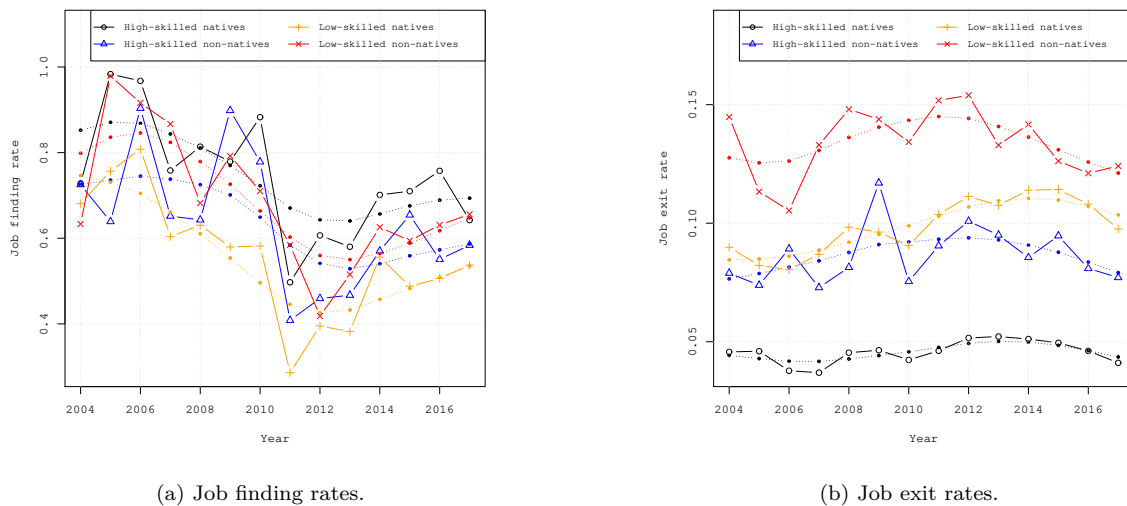 High-skilled natives
High-skilled non-natives
Low-skilled natives
Low-skilled non-natives
Job finding rate
1.0
0.8
0.6
0.4
2004 2006 2008 2010 2012 2014 2016
Year
(a) Job finding rates.
High-skilled natives
High-skilled non-natives
Low-skilled natives
Low-skilled non-natives
Job exit rate
0.15
0.10
0.05
2004 2006 2008 2010 2012 2014 2016
Year
(b) Job exit rates.